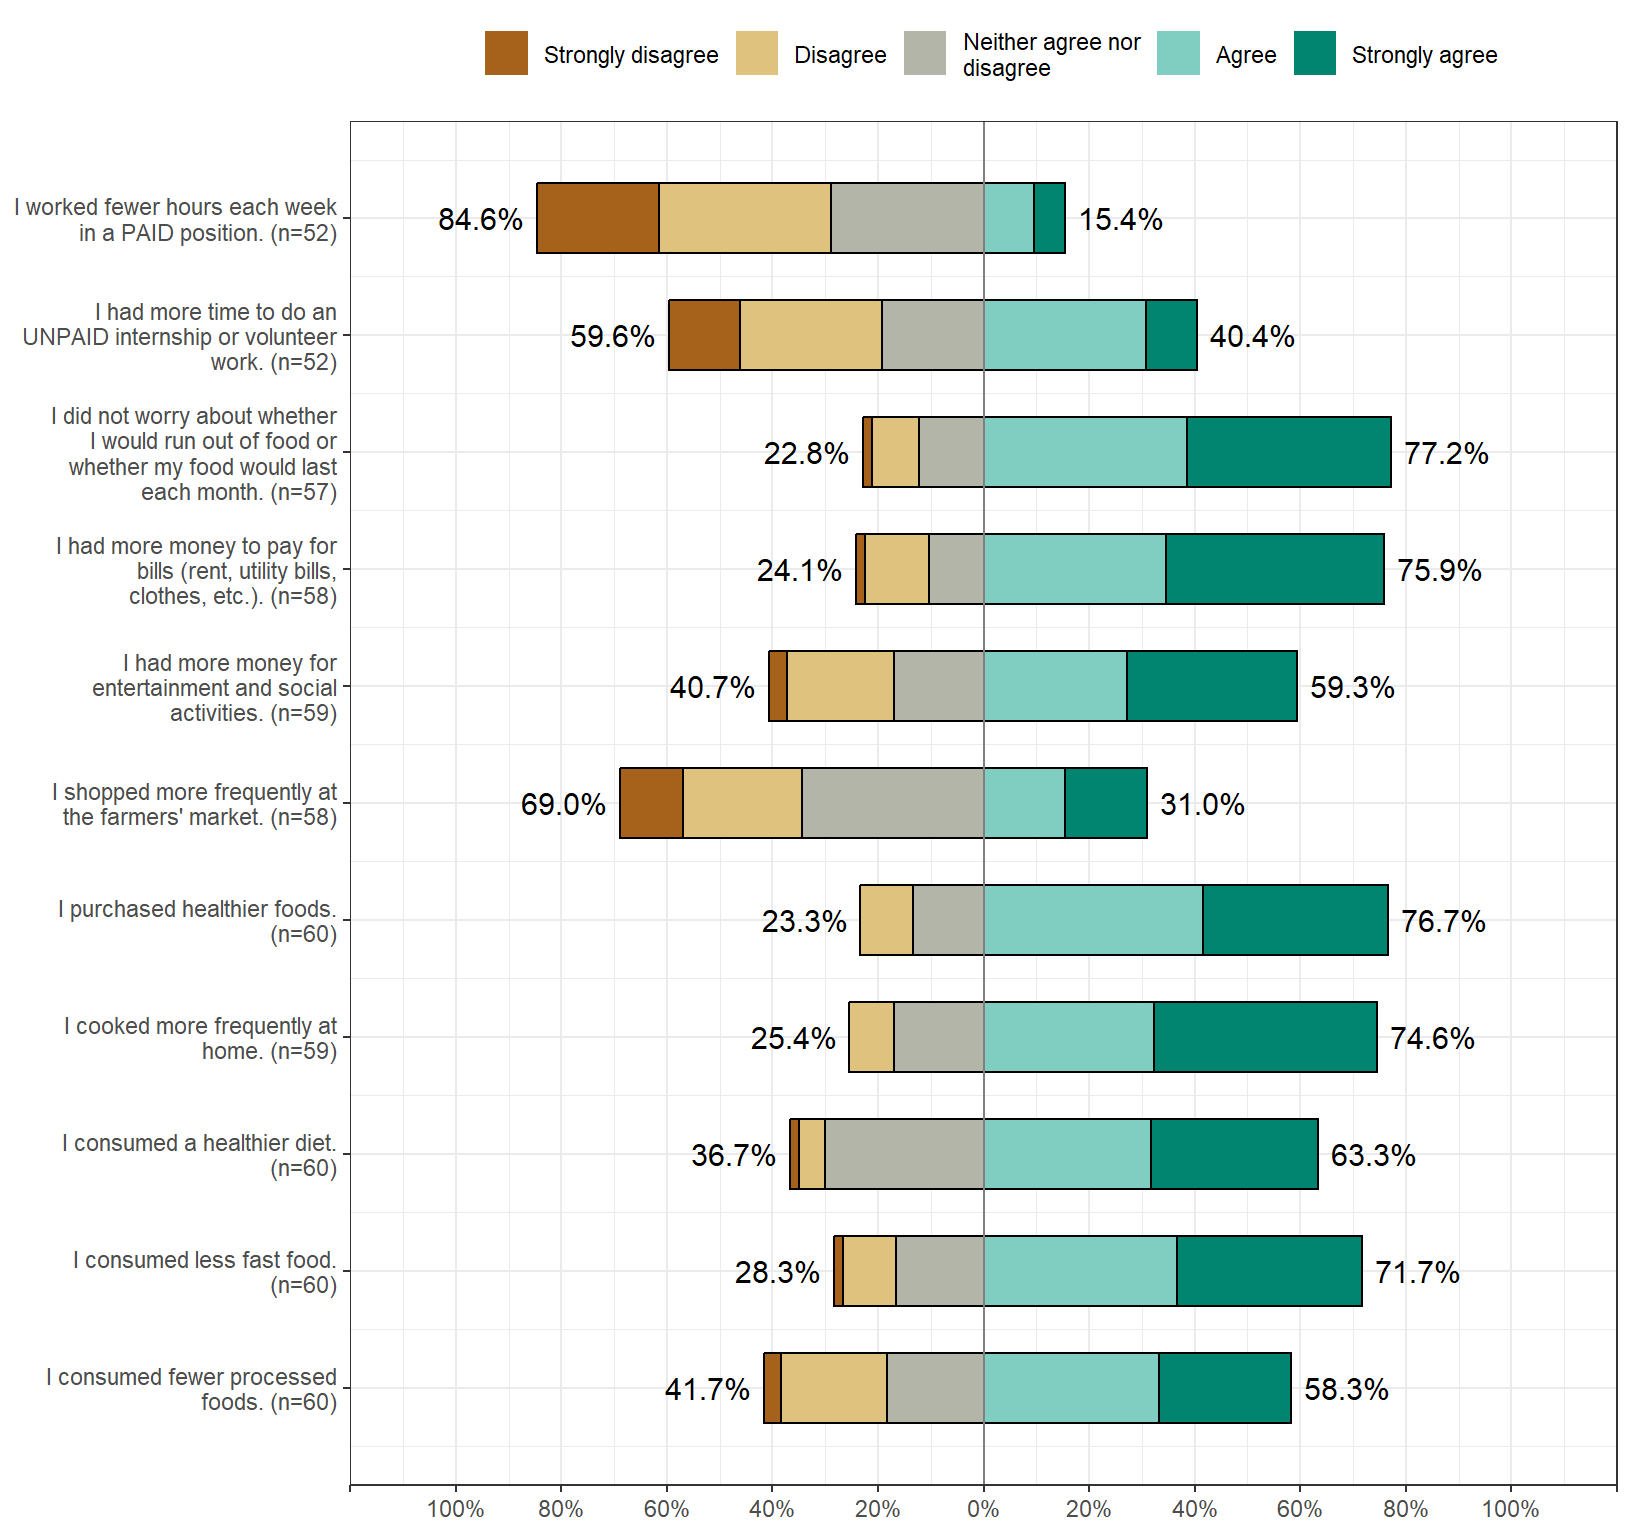 Strongly disagree
Disagree
Neither agree nor
disagree
Agree
Strongly agree
I worked fewer hours each week
in a PAID position. (n=52)
84.6%
15.4%
I had more time to do an
UNPAID internship or volunteer
work. (n=52)
59.6%
40.4%
I did not worry about whether
I would run out of food or
whether my food would last
each month. (n=57)
22.8%
77.2%
I had more money to pay for
bills (rent, utility bills,
clothes, etc.). (n=58)
24.1%
75.9%
I had more money for
entertainment and social
activities. (n=59)
40.7%
59.3%
I shopped more frequently at
the farmers' market. (n=58)
69.0%
31.0%
I purchased healthier foods.
(n=60)
23.3%
76.7%
I cooked more frequently at
home. (n=59)
25.4%
74.6%
I consumed a healthier diet.
(n=60)
36.7%
63.3%
I consumed less fast food.
(n=60)
28.3%
71.7%
I consumed fewer processed
foods. (n=60)
41.7%
58.3%
100% 80% 60% 40% 20% 0% 20% 40% 60% 80% 100%